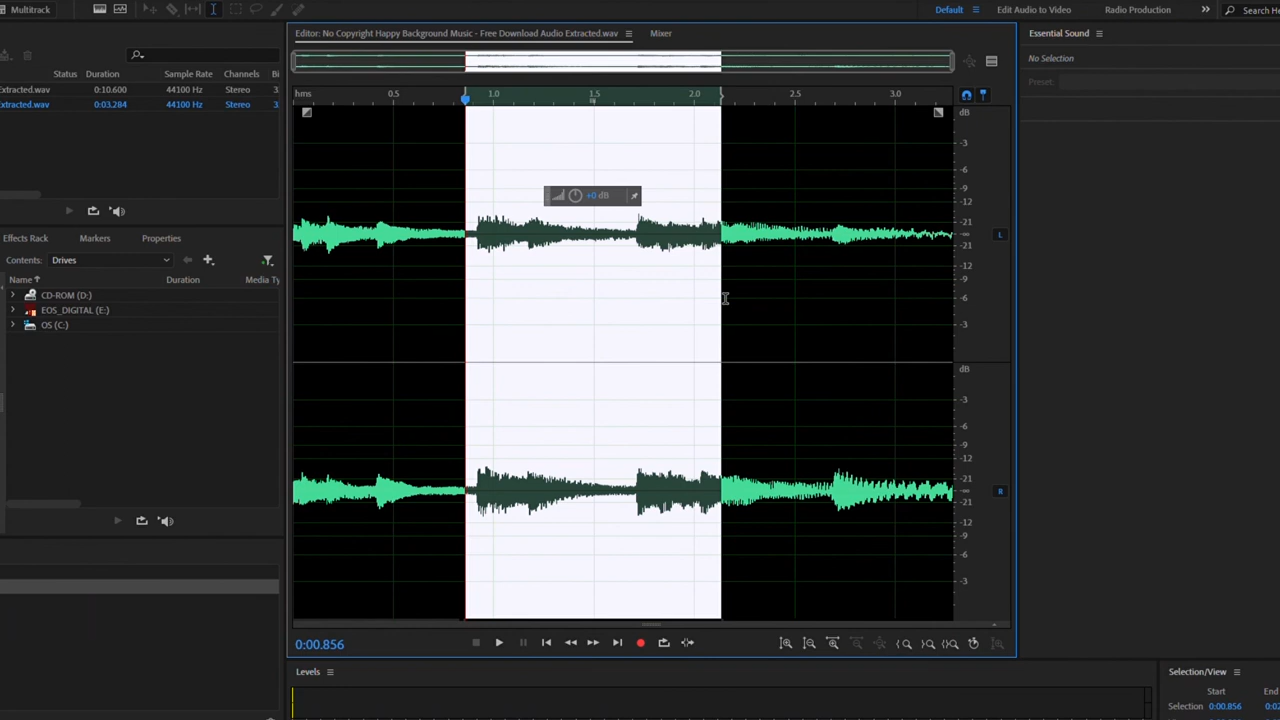 Multitrack
Default
Edit Audio to Video
Radio Production
Search He
Editor: No Copyright Happy Background Music - Free Download Audio Extracted.wav
Mixer
Essential Sound
No Selection
Preset:
Status
Duration
Sample Rate
Channels
Bi
Extracted.wav
0:10.600
44100 Hz
Stereo
3
Extracted.wav
0:03.284
44100 Hz
Stereo
3
hms
0.5
1.0
1.5
2.0
2.5
3.0
dB
-3
-6
-9
-12
-21
-∞
-21
-12
-9
-6
-3
L
+0 dB
dB
-3
-6
-9
-12
-21
-∞
-21
-12
-9
-6
-3
R
Effects Rack
Markers
Properties
Contents:
Drives
Name
Duration
Media Ty
CD-ROM (D:)
EOS_DIGITAL (E:)
OS (C:)
0:00.856
Levels
Selection/View
Start
End
Selection
0:00.856
0:02